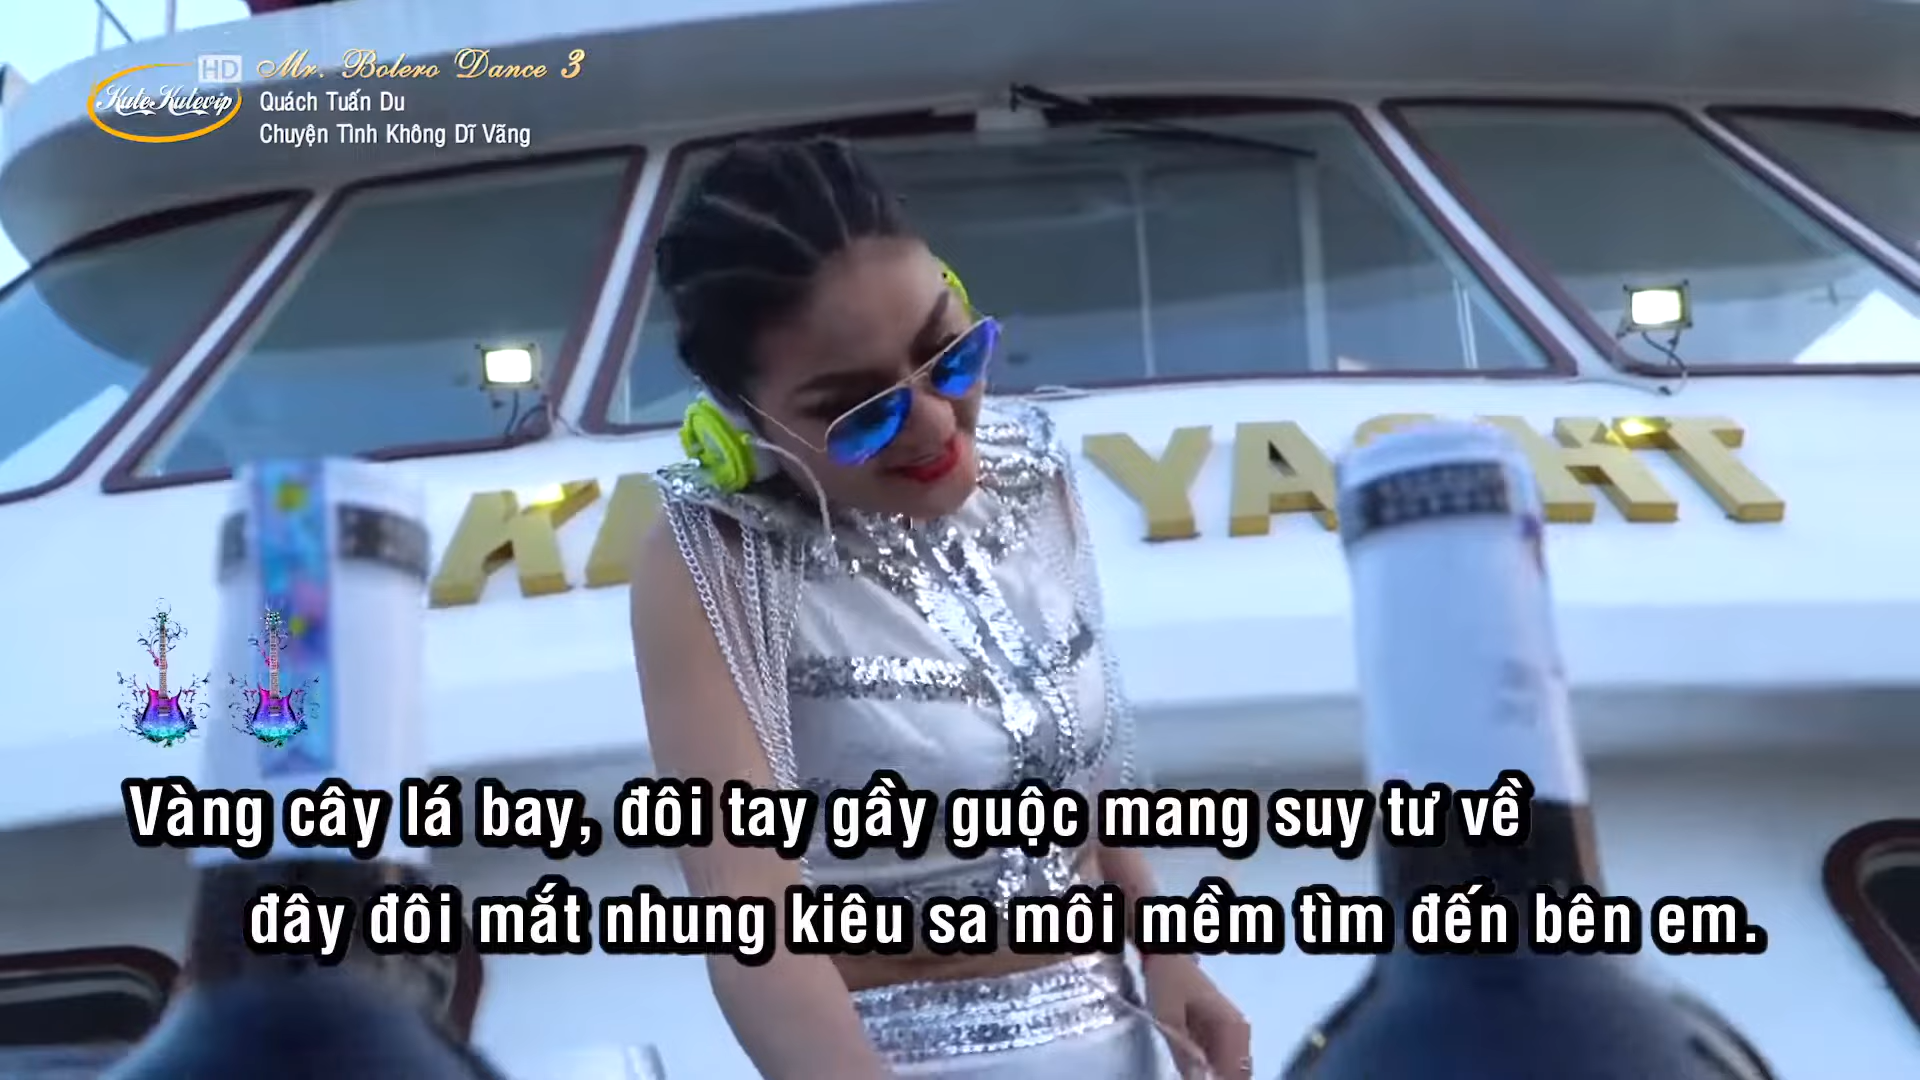 HD
Mr. Bolero Dance 3
KuteKutevip
Quách Tuấn Du
Chuyện Tình Không Dĩ Vãng
YACHT
Vàng cây lá bay, đôi tay gầy guộc mang suy tư về
đây đôi mắt nhung kiêu sa môi mềm tìm đến bên em.